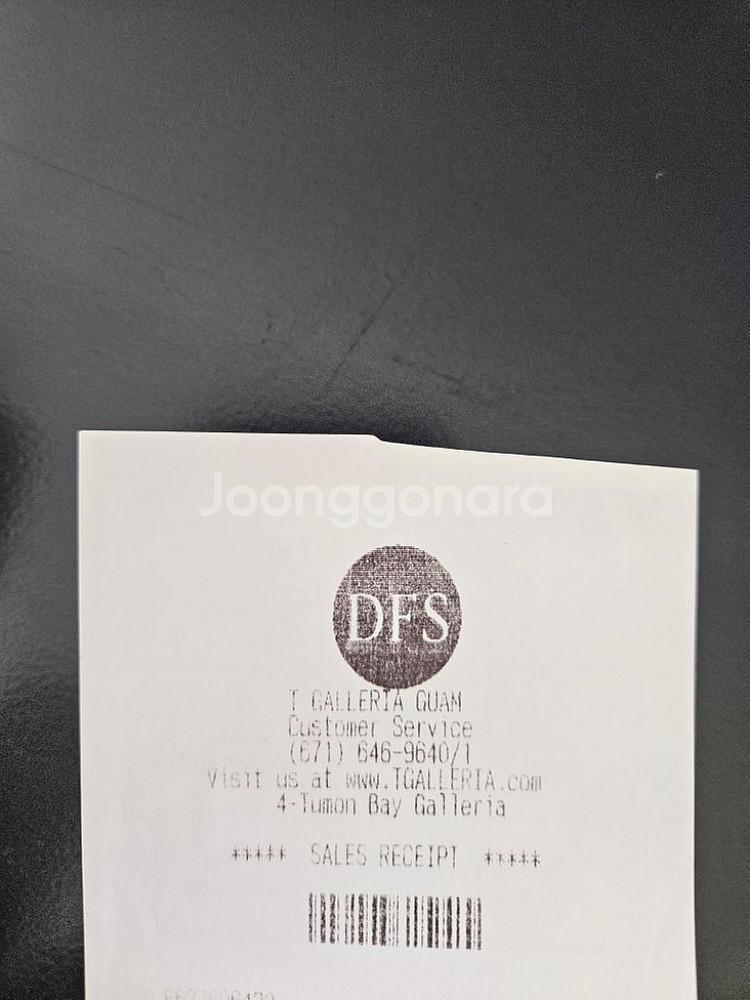 Joonggonara
DFS
T GALLERIA GUAM
Customer Service
(671) 646-9640/1
Visit us at www.TGALLERIA.com
4-Tumon Bay Galleria
***** SALES RECEIPT *****